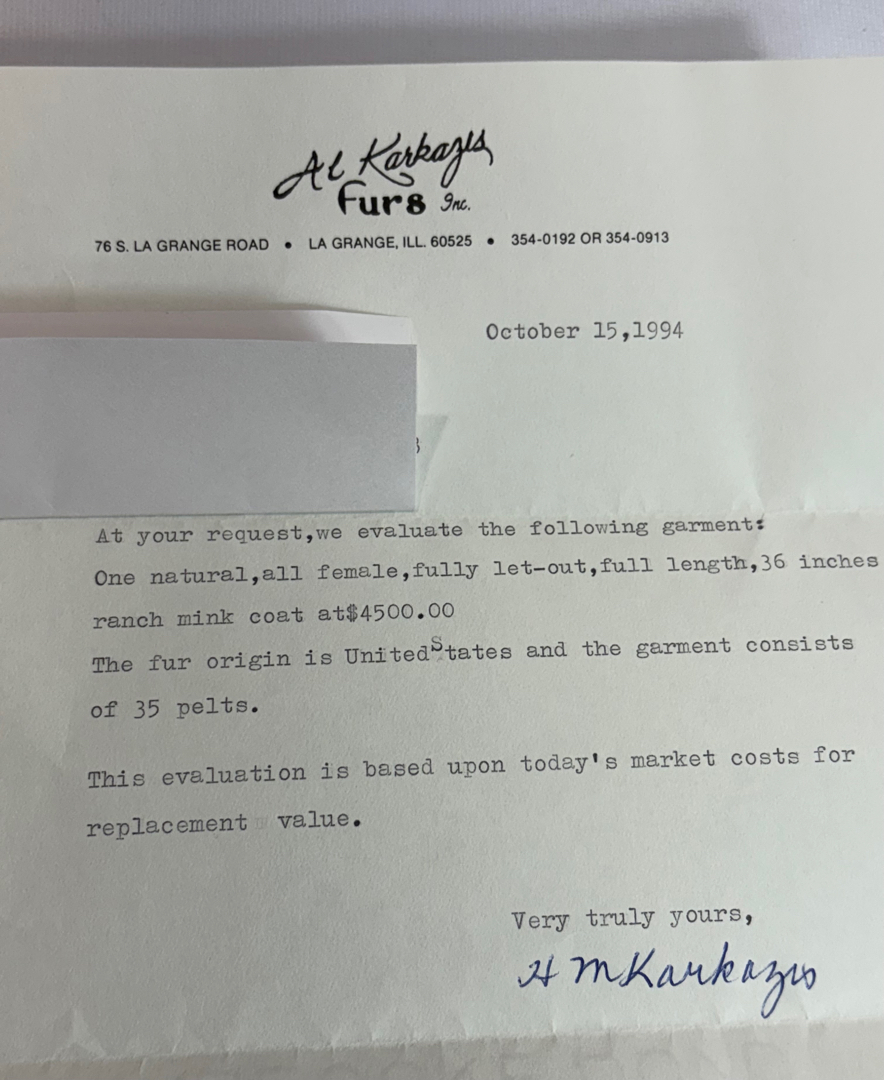 Al Karkazis
Furs Inc.
76 S. LA GRANGE ROAD • LA GRANGE, ILL. 60525 • 354-0192 OR 354-0913
October 15,1994
At your request,we evaluate the following garment:
One natural,all female,fully let-out,full length,36 inches
ranch mink coat at$4500.00
The fur origin is UnitedStates and the garment consists
of 35 pelts.
This evaluation is based upon today's market costs for
replacement value.
Very truly yours,
H M Karkazis